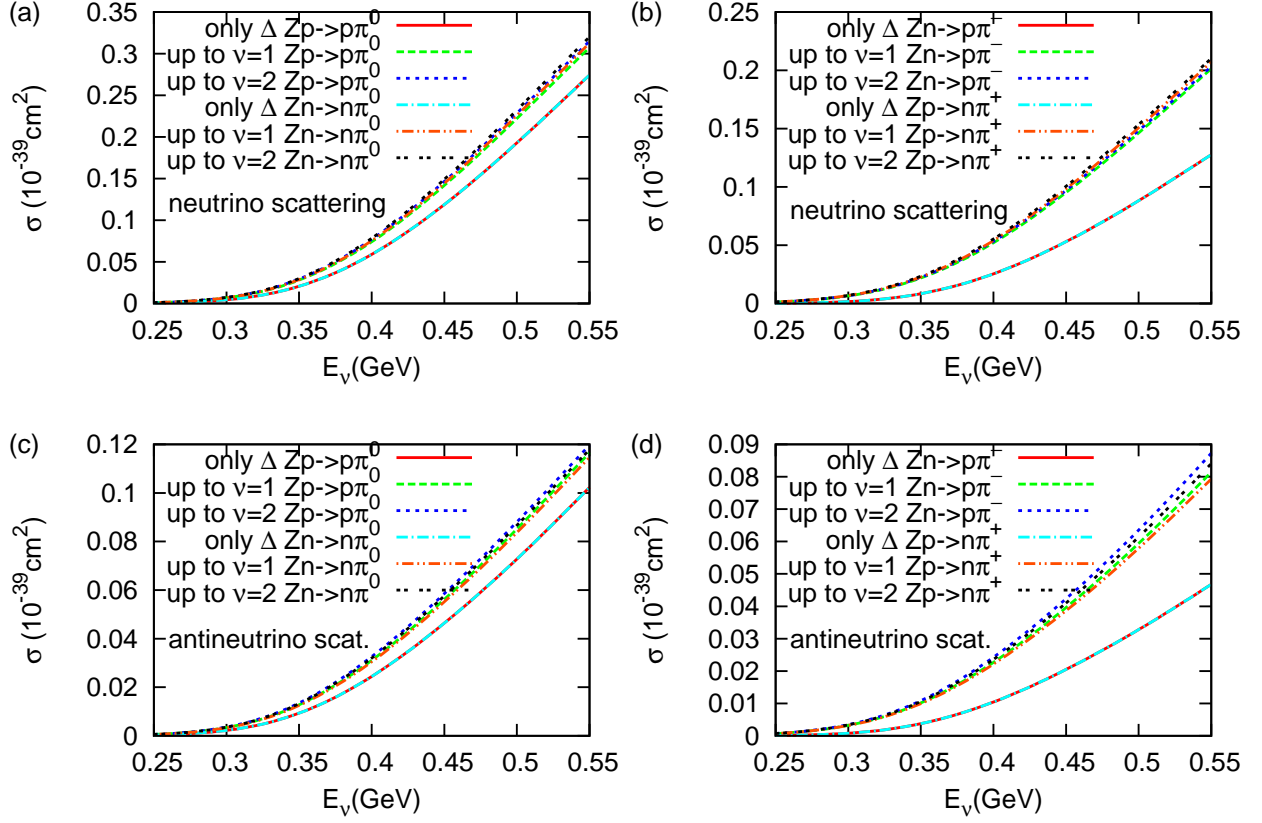 (a)
only Δ Zp->pπ⁰
up to ν=1 Zp->pπ⁰
up to ν=2 Zp->pπ⁰
only Δ Zn->nπ⁰
up to ν=1 Zn->nπ⁰
up to ν=2 Zn->nπ⁰
neutrino scattering
σ (10⁻³⁹cm²)
0.35
0.3
0.25
0.2
0.15
0.1
0.05
0
0.25 0.3 0.35 0.4 0.45 0.5 0.55
E_ν(GeV)
(b)
only Δ Zn->pπ⁻
up to ν=1 Zn->pπ⁻
up to ν=2 Zn->pπ⁻
only Δ Zp->nπ⁺
up to ν=1 Zp->nπ⁺
up to ν=2 Zp->nπ⁺
neutrino scattering
σ (10⁻³⁹cm²)
0.25
0.2
0.15
0.1
0.05
0
0.25 0.3 0.35 0.4 0.45 0.5 0.55
E_ν(GeV)
(c)
only Δ Zp->pπ⁰
up to ν=1 Zp->pπ⁰
up to ν=2 Zp->pπ⁰
only Δ Zn->nπ⁰
up to ν=1 Zn->nπ⁰
up to ν=2 Zn->nπ⁰
antineutrino scat.
σ (10⁻³⁹cm²)
0.12
0.1
0.08
0.06
0.04
0.02
0
0.25 0.3 0.35 0.4 0.45 0.5 0.55
E_ν(GeV)
(d)
only Δ Zn->pπ⁻
up to ν=1 Zn->pπ⁻
up to ν=2 Zn->pπ⁻
only Δ Zp->nπ⁺
up to ν=1 Zp->nπ⁺
up to ν=2 Zp->nπ⁺
antineutrino scat.
σ (10⁻³⁹cm²)
0.09
0.08
0.07
0.06
0.05
0.04
0.03
0.02
0.01
0
0.25 0.3 0.35 0.4 0.45 0.5 0.55
E_ν(GeV)